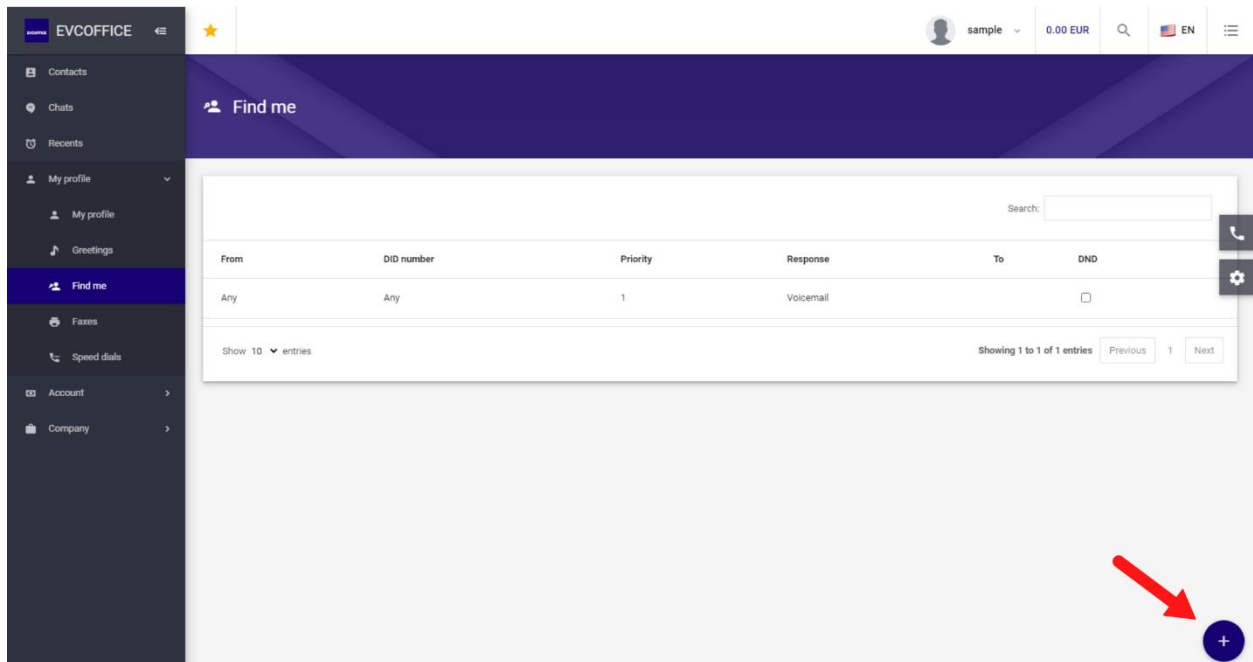 EVCOFFICE
sample
0.00 EUR
EN
Contacts
Chats
Recents
My profile
My profile
Greetings
Find me
Faxes
Speed dials
Account
Company
Find me
Search:
From DID number Priority Response To DND
Any Any 1 Voicemail
Show 10 entries
Showing 1 to 1 of 1 entries Previous 1 Next